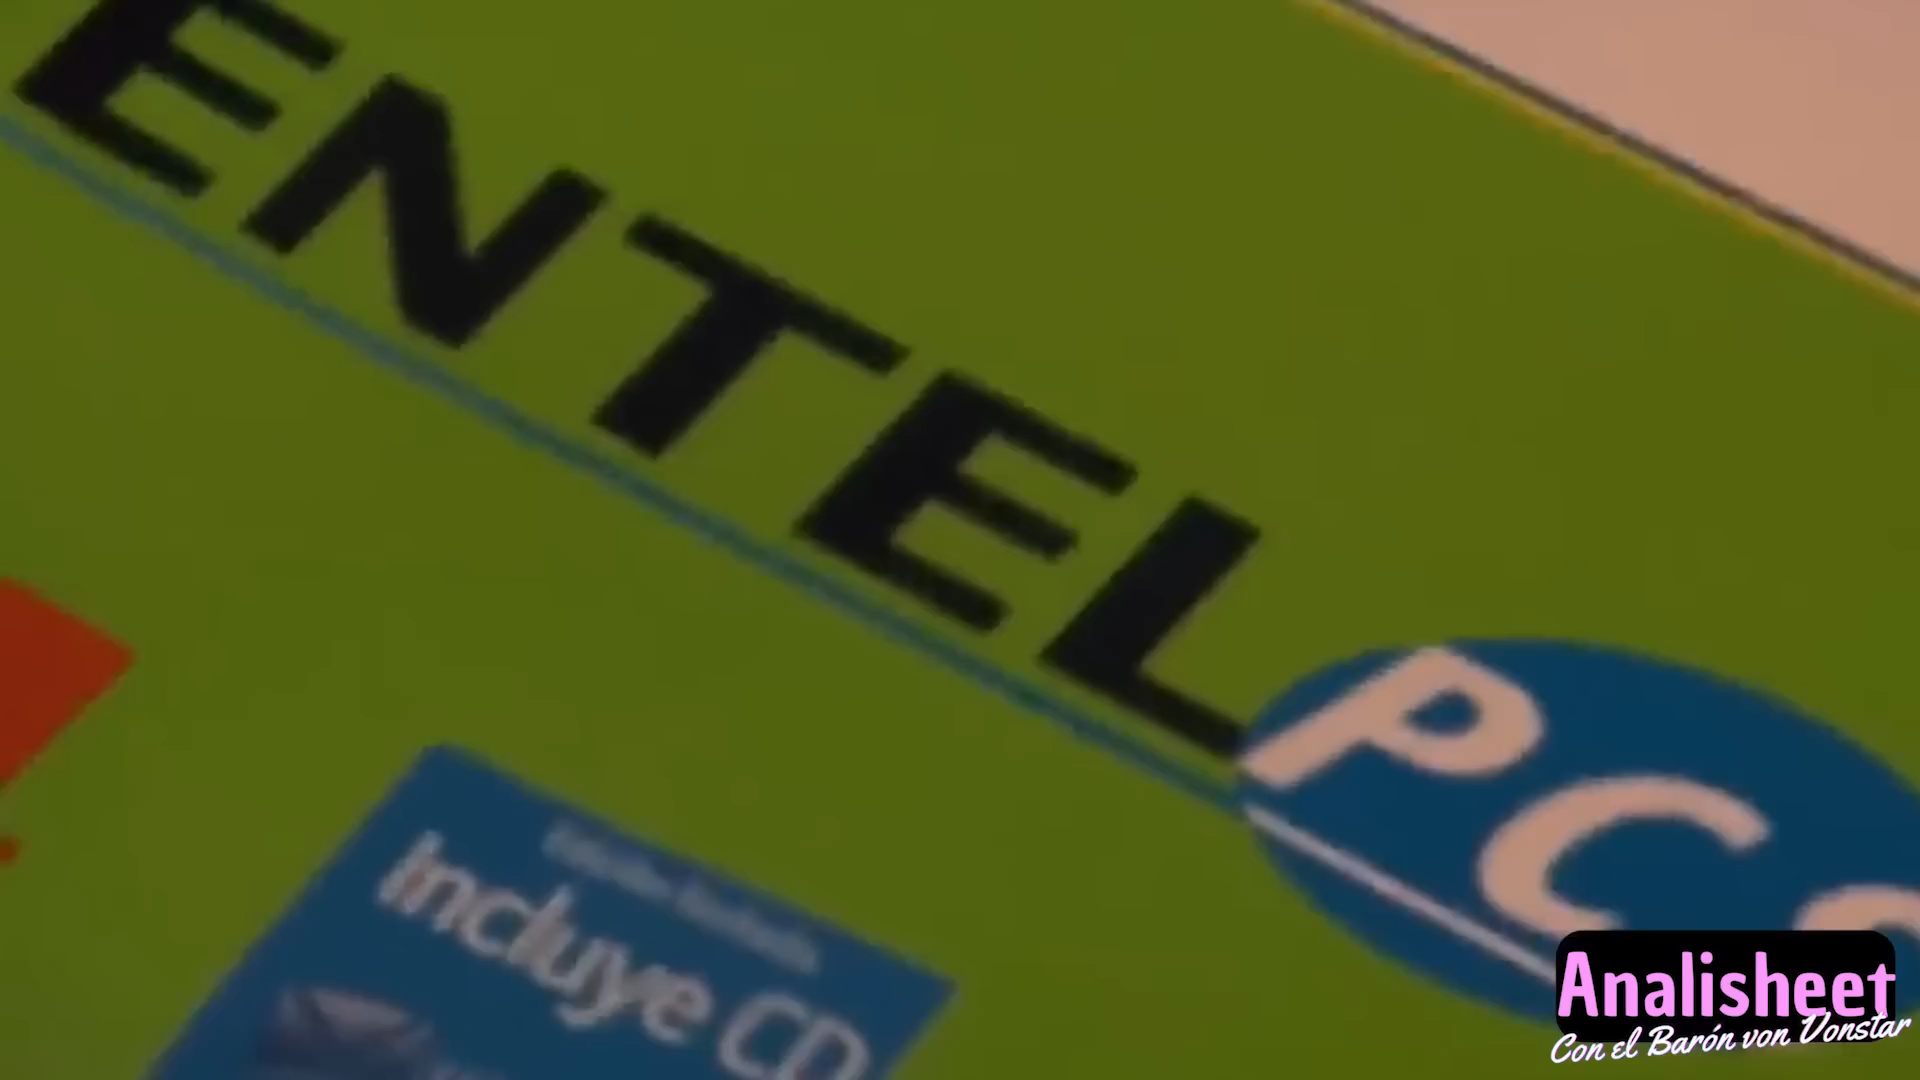 ENTEL
PCS
Incluye CD
Analisheet
Con el Barón von Vonstar